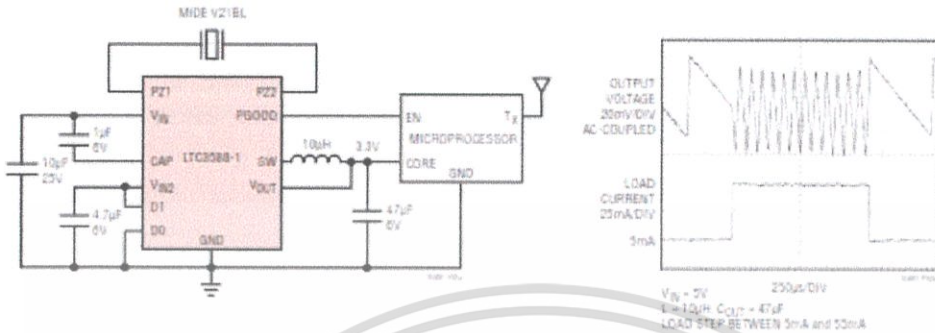 MIDE V21BL
PZ1
PZ2
VIN
PGOOD
1µF
6V
CAP
LTC3588-1
10µF
25V
SW
10µH
3.3V
VIN2
VOUT
4.7µF
6V
D1
D0
GND
47µF
6V
EN
TX
MICROPROCESSOR
CORE
GND
OUTPUT
VOLTAGE
20mV/DIV
AC-COUPLED
LOAD
CURRENT
25mA/DIV
5mA
250µs/DIV
VIN = 5V
L = 10µH, COUT = 47µF
LOAD STEP BETWEEN 5mA and 55mA